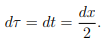 dτ = dt = dx/2.